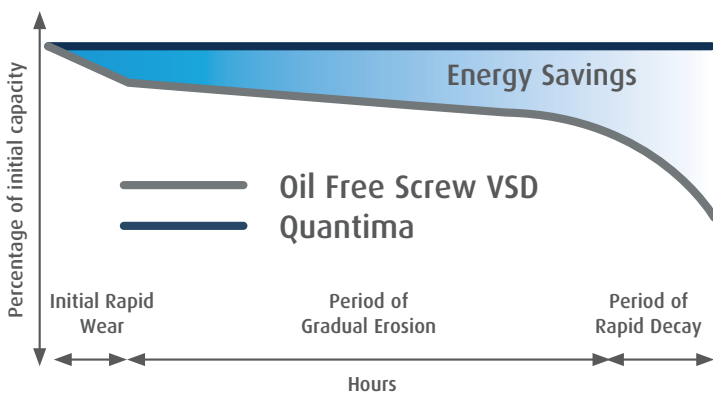 Percentage of initial capacity
Energy Savings
Oil Free Screw VSD
Quantima
Initial Rapid
Wear
Period of
Gradual Erosion
Period of
Rapid Decay
Hours